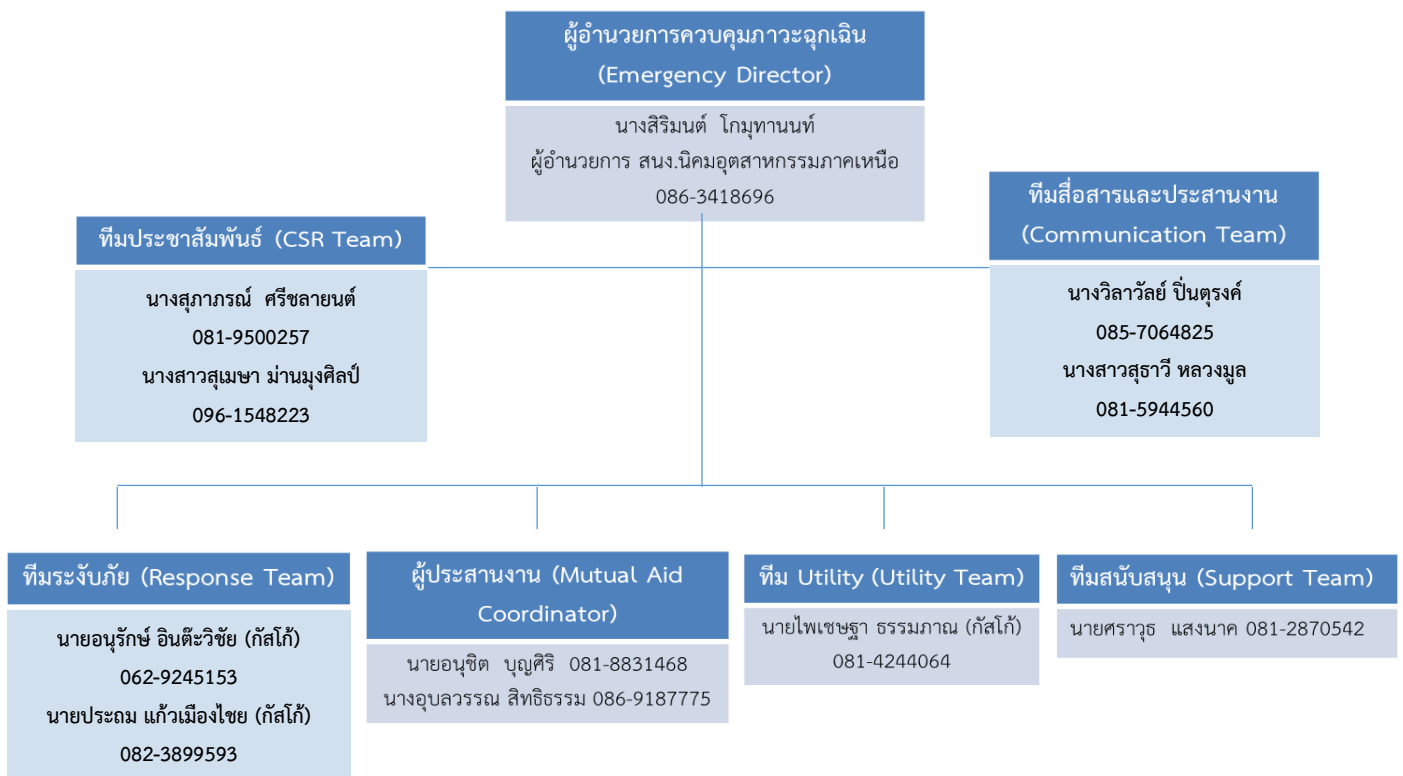 ผู้อำนวยการควบคุมภาวะฉุกเฉิน
(Emergency Director)
นางสิริมนต์ โกมุทานนท์
ผู้อำนวยการ สนง.นิคมอุตสาหกรรมภาคเหนือ
086-3418696
ทีมประชาสัมพันธ์ (CSR Team)
นางสุภาภรณ์ ศรีชลายนต์
081-9500257
นางสาวสุเมษา ม่านมุงศิลป์
096-1548223
ทีมสื่อสารและประสานงาน
(Communication Team)
นางวิลาวัลย์ ปิ่นตุรงค์
085-7064825
นางสาวสุธาวี หลวงมูล
081-5944560
ทีมระงับภัย (Response Team)
นายอนุรักษ์ อินต๊ะวิชัย (กัสโก้)
062-9245153
นายประถม แก้วเมืองไชย (กัสโก้)
082-3899593
ผู้ประสานงาน (Mutual Aid
Coordinator)
นายอนุชิต บุญศิริ 081-8831468
นางอุบลวรรณ สิทธิธรรม 086-9187775
ทีม Utility (Utility Team)
นายไพเชษฐา ธรรมภาณ (กัสโก้)
081-4244064
ทีมสนับสนุน (Support Team)
นายศราวุธ แสงนาค 081-2870542